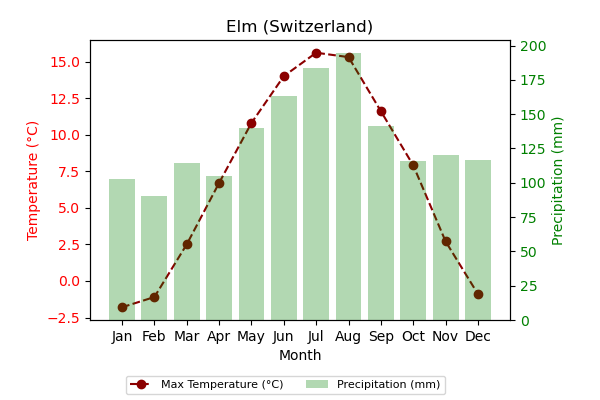 Elm (Switzerland)
Temperature (°C)
15.0
12.5
10.0
7.5
5.0
2.5
0.0
−2.5
200
175
150
125
100
75
50
25
0
Precipitation (mm)
Jan Feb Mar Apr May Jun Jul Aug Sep Oct Nov Dec
Month
Max Temperature (°C) Precipitation (mm)